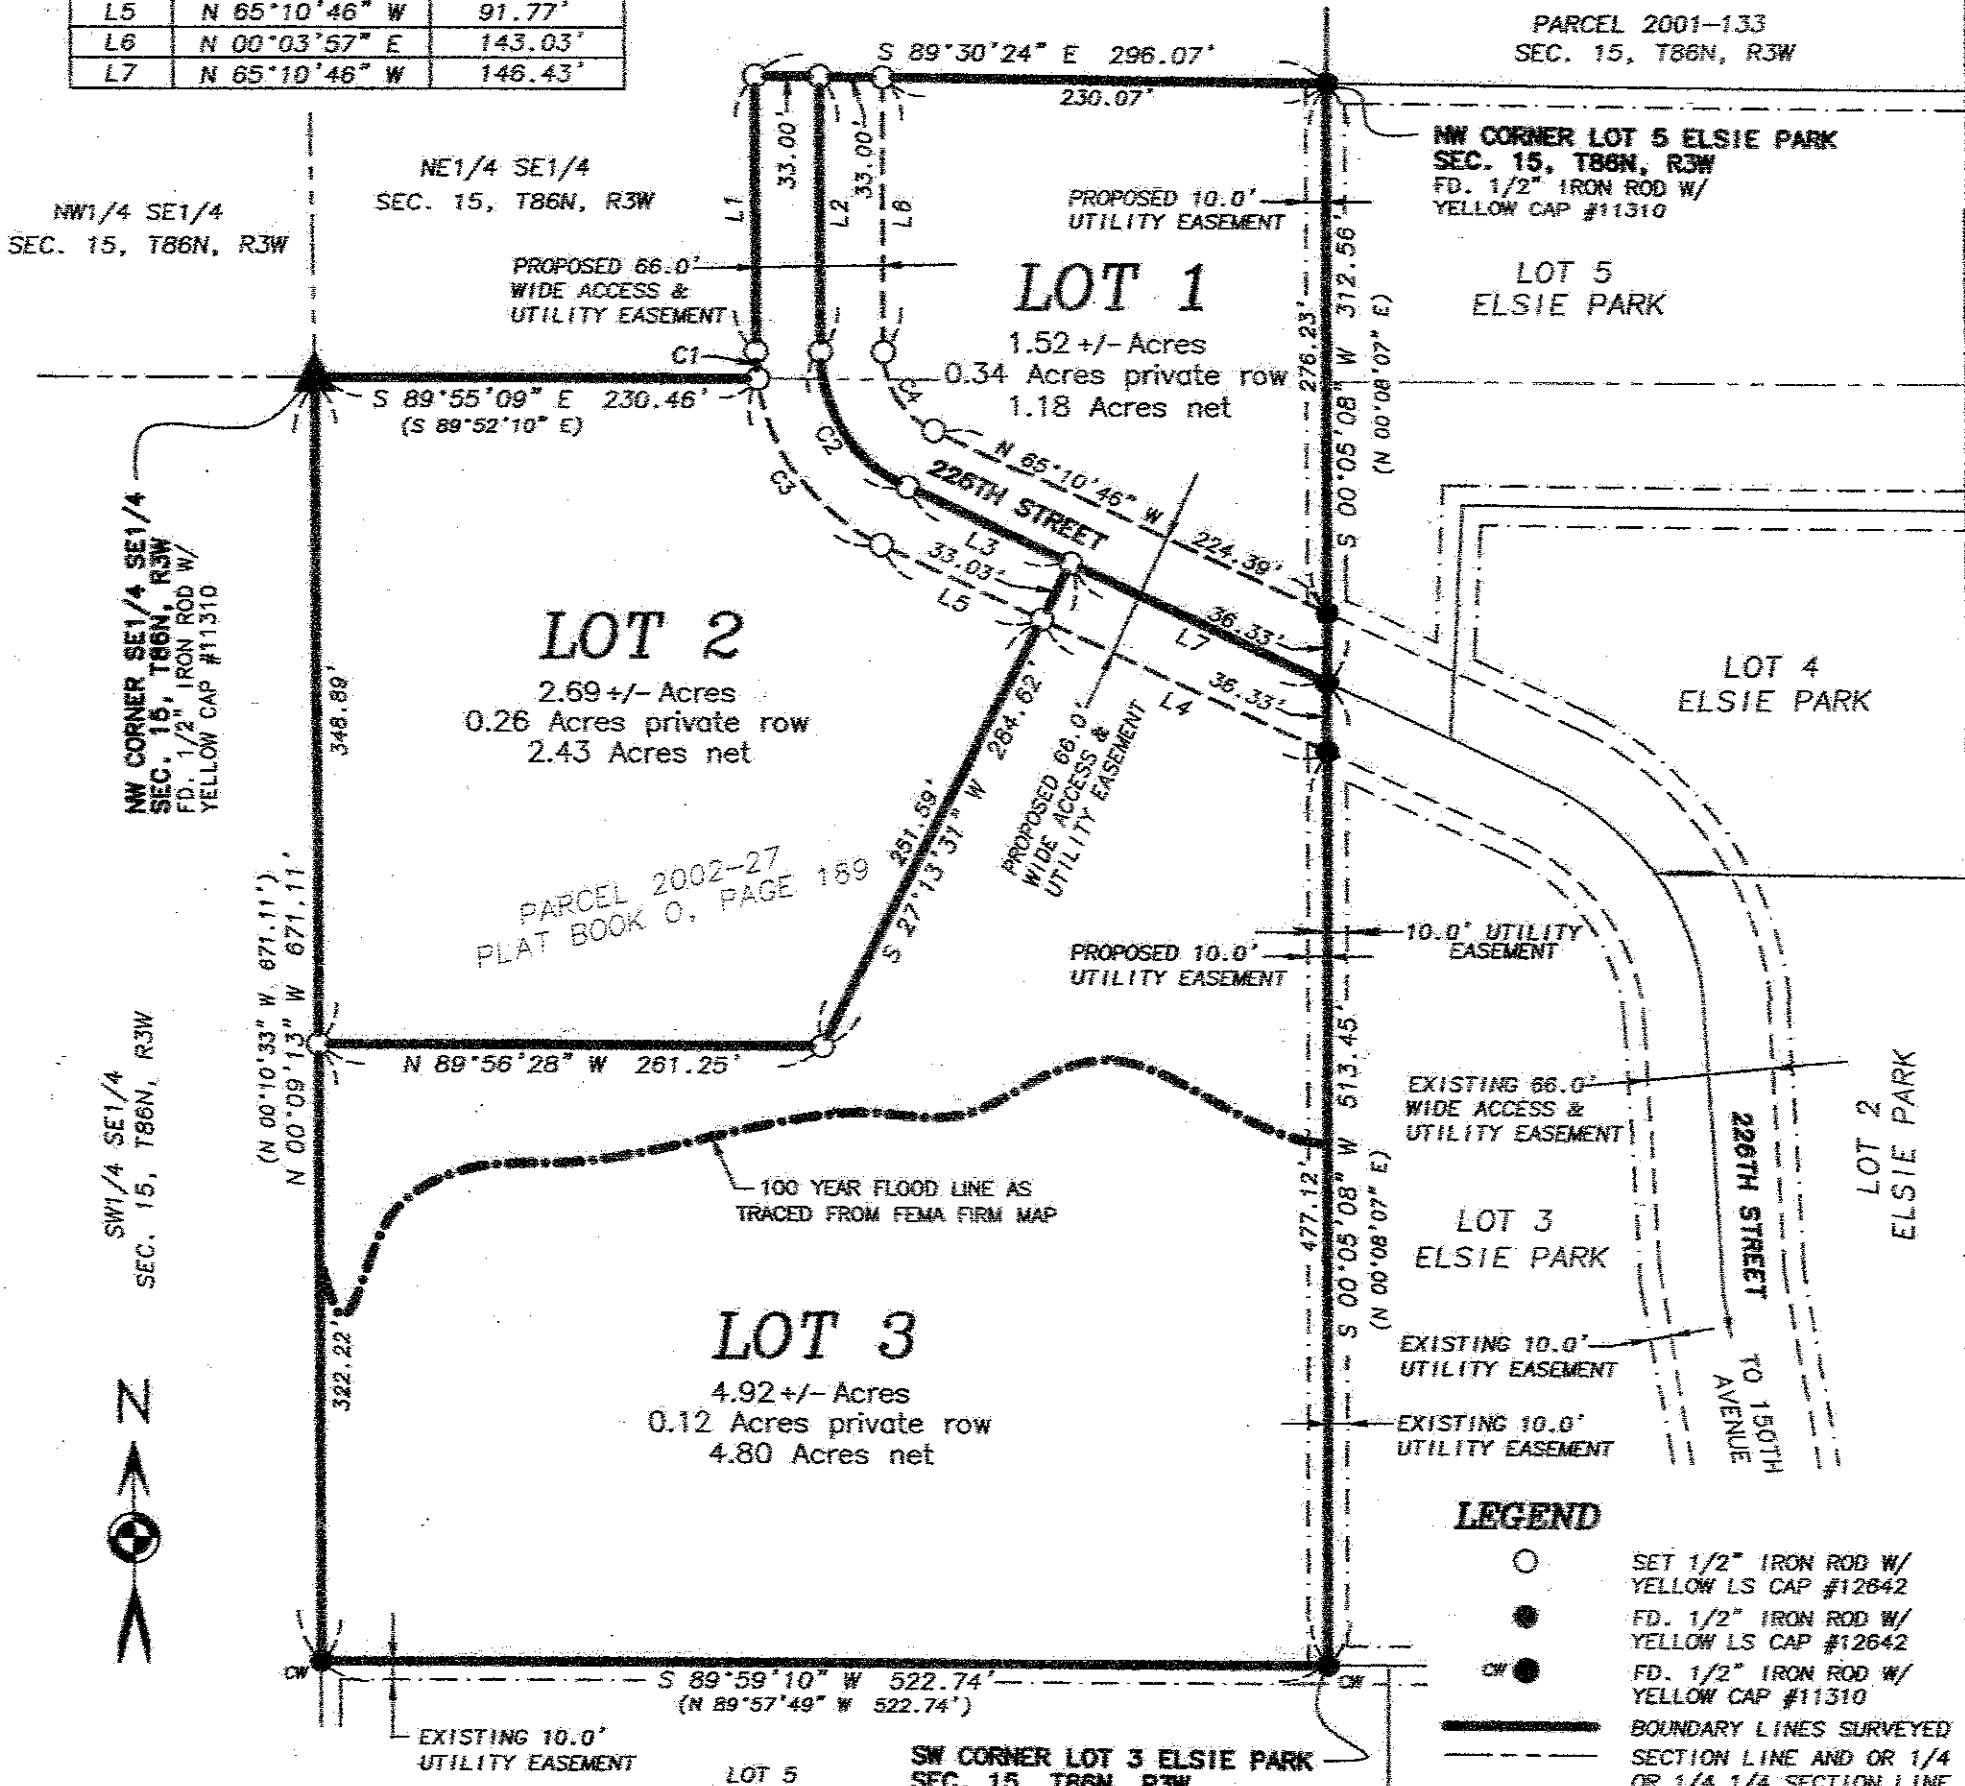 L5 N 65°10'46" W 91.77'
L6 N 00°03'57" E 143.03'
L7 N 65°10'46" W 146.43'
PARCEL 2001-133
SEC. 15, T86N, R3W
S 89°30'24" E 296.07'
230.07'
NW CORNER LOT 5 ELSIE PARK
SEC. 15, T86N, R3W
FD. 1/2" IRON ROD W/
YELLOW CAP #11310
NE1/4 SE1/4
SEC. 15, T86N, R3W
NW1/4 SE1/4
SEC. 15, T86N, R3W
L1
33.00'
L2
33.00'
L6
PROPOSED 10.0'
UTILITY EASEMENT
PROPOSED 66.0'
WIDE ACCESS &
UTILITY EASEMENT
LOT 1
1.52 +/- Acres
0.34 Acres private row
1.18 Acres net
276.23'
S 00°05'08" W 312.56'
(N 00°08'07" E)
LOT 5
ELSIE PARK
C1
S 89°55'09" E 230.46'
(S 89°52'10" E)
C4
C2
C3
N 65°10'46" W 224.39'
226TH STREET
L3
33.03'
L5
36.33'
L7
36.33'
L4
NW CORNER SE1/4 SE1/4
SEC. 15, T86N, R3W
FD. 1/2" IRON ROD W/
YELLOW CAP #11310
348.89'
LOT 2
2.69 +/- Acres
0.26 Acres private row
2.43 Acres net
251.59'
S 27°13'31" W 284.62'
PROPOSED 66.0'
WIDE ACCESS &
UTILITY EASEMENT
LOT 4
ELSIE PARK
PARCEL 2002-27
PLAT BOOK O, PAGE 189
(N 00°10'33" W 671.11')
N 00°09'13" W 671.11'
PROPOSED 10.0'
UTILITY EASEMENT
10.0' UTILITY
EASEMENT
N 89°56'28" W 261.25'
SW1/4 SE1/4
SEC. 15, T86N, R3W
EXISTING 66.0'
WIDE ACCESS &
UTILITY EASEMENT
226TH STREET
TO 150TH
AVENUE
LOT 2
ELSIE PARK
100 YEAR FLOOD LINE AS
TRACED FROM FEMA FIRM MAP
477.12'
S 00°05'08" W 513.45'
(N 00°08'07" E)
LOT 3
ELSIE PARK
322.22'
LOT 3
4.92 +/- Acres
0.12 Acres private row
4.80 Acres net
EXISTING 10.0'
UTILITY EASEMENT
EXISTING 10.0'
UTILITY EASEMENT
N
CW
S 89°59'10" W 522.74'
(N 89°57'49" W 522.74')
CW
EXISTING 10.0'
UTILITY EASEMENT
LOT 5
SW CORNER LOT 3 ELSIE PARK
SEC. 15, T86N, R3W
LEGEND
SET 1/2" IRON ROD W/
YELLOW LS CAP #12642
FD. 1/2" IRON ROD W/
YELLOW LS CAP #12642
CW FD. 1/2" IRON ROD W/
YELLOW CAP #11310
BOUNDARY LINES SURVEYED
SECTION LINE AND OR 1/4
OR 1/4 1/4 SECTION LINE